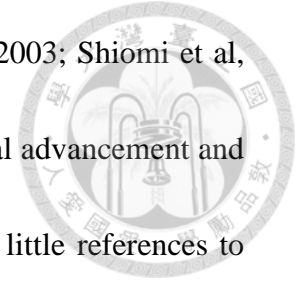 2003; Shiomi et al,
al advancement and
little references to